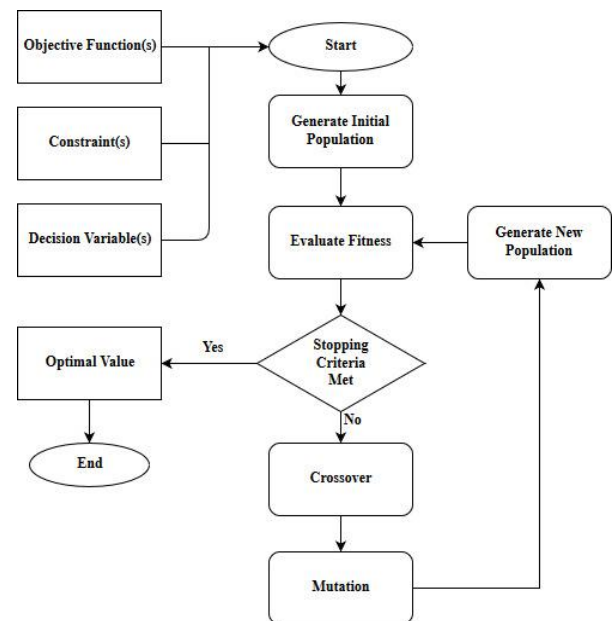 Objective Function(s)
Start
Constraint(s)
Generate Initial
Population
Decision Variable(s)
Evaluate Fitness
Generate New
Population
Optimal Value
Yes
Stopping
Criteria
Met
No
End
Crossover
Mutation